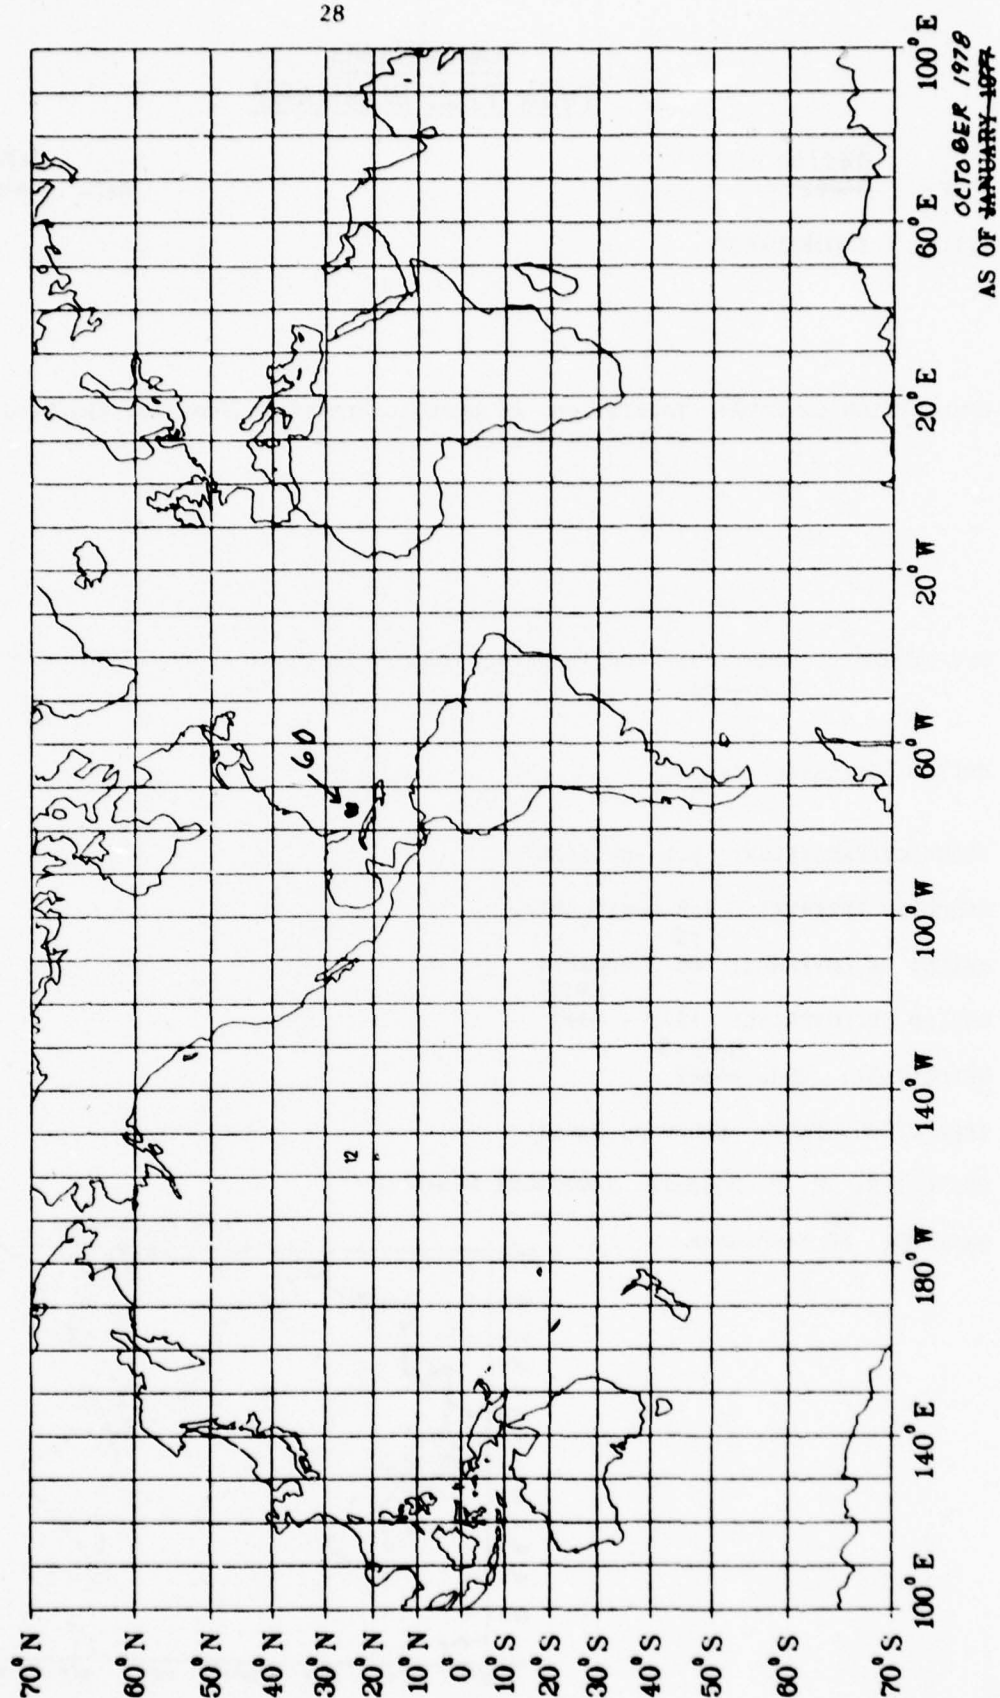 28
70° N
60° N
50° N
40° N
30° N
20° N
10° N
0°
10° S
20° S
30° S
40° S
50° S
60° S
70° S
100° E
140° E
180° W
140° W
100° W
60° W
20° W
20° E
60° E
100° E
60
12
OCTOBER 1978
AS OF JANUARY 1977